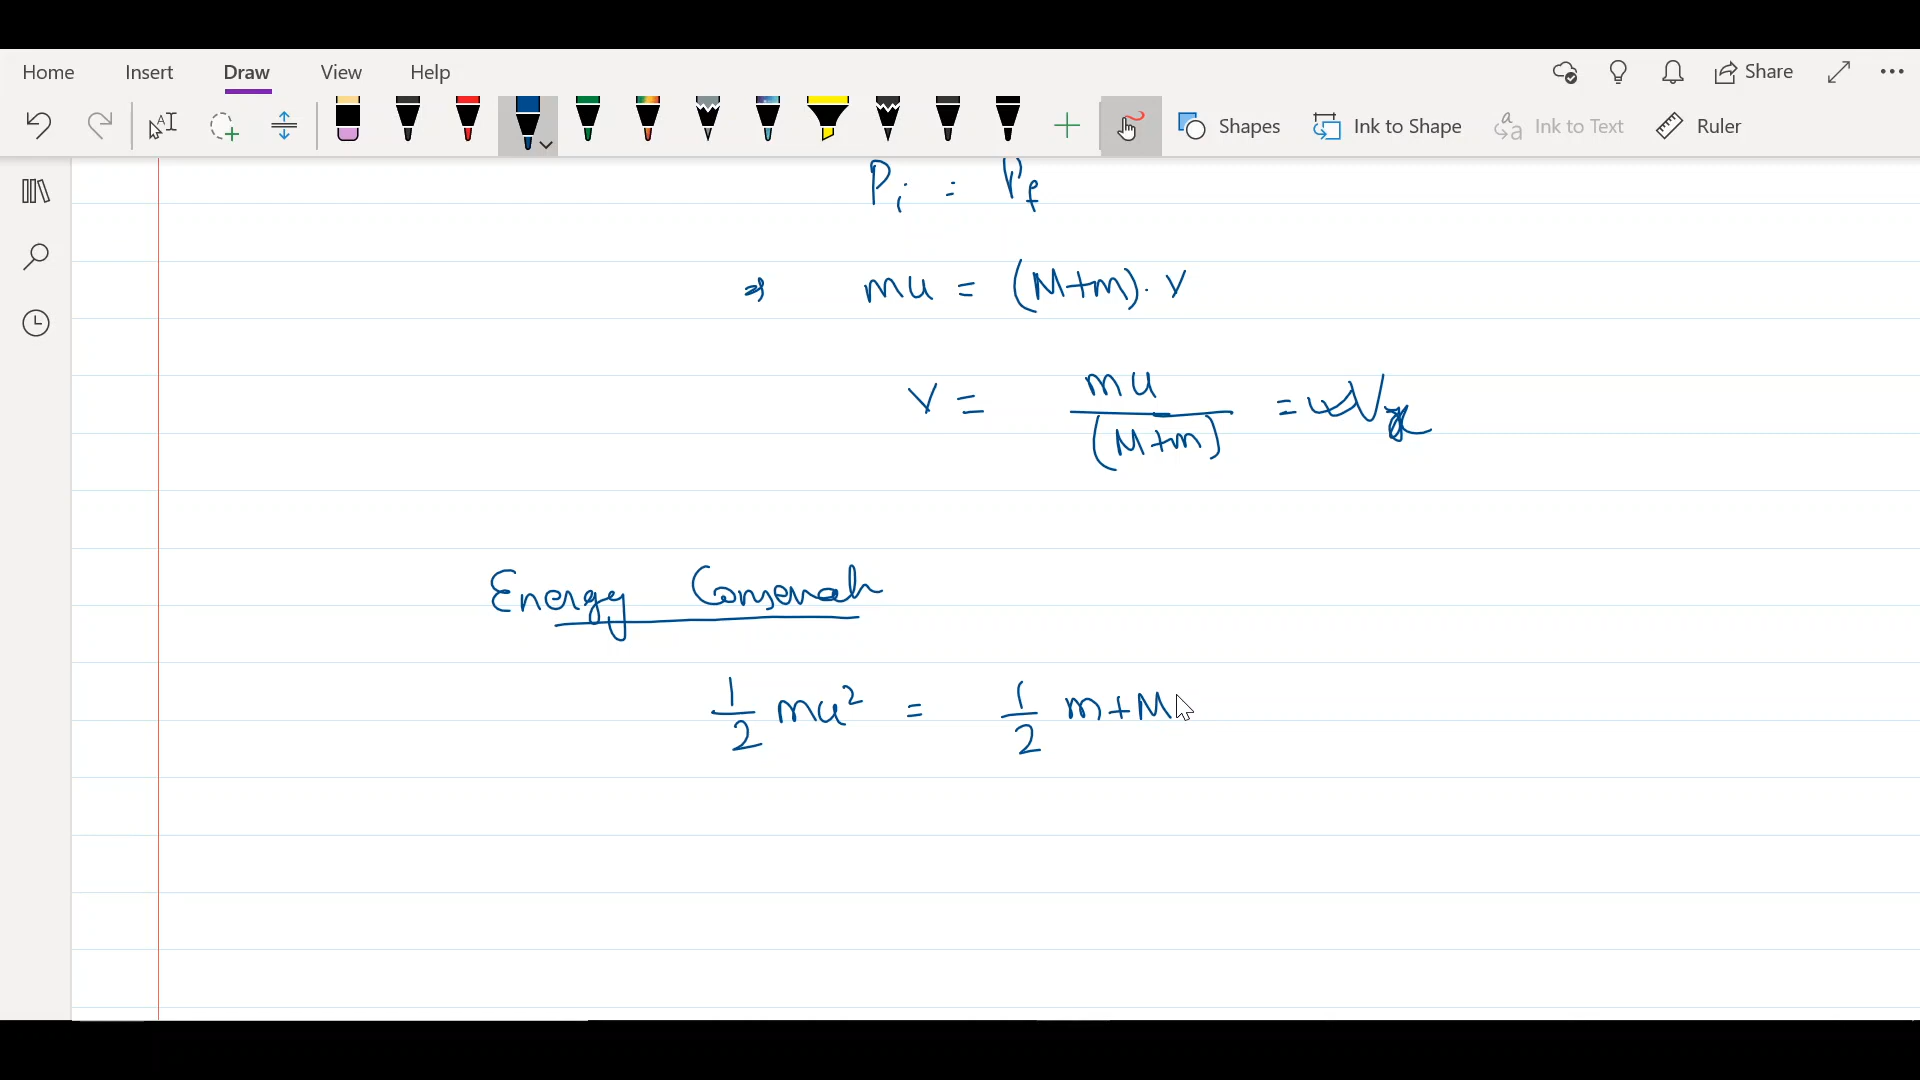 Home Insert Draw View Help Share
Shapes Ink to Shape Ink to Text Ruler
Pi = Pf
⇒ mu = (M+m) · v
v = mu / (M+m) =
Energy
1/2 mu² = 1/2 m+M